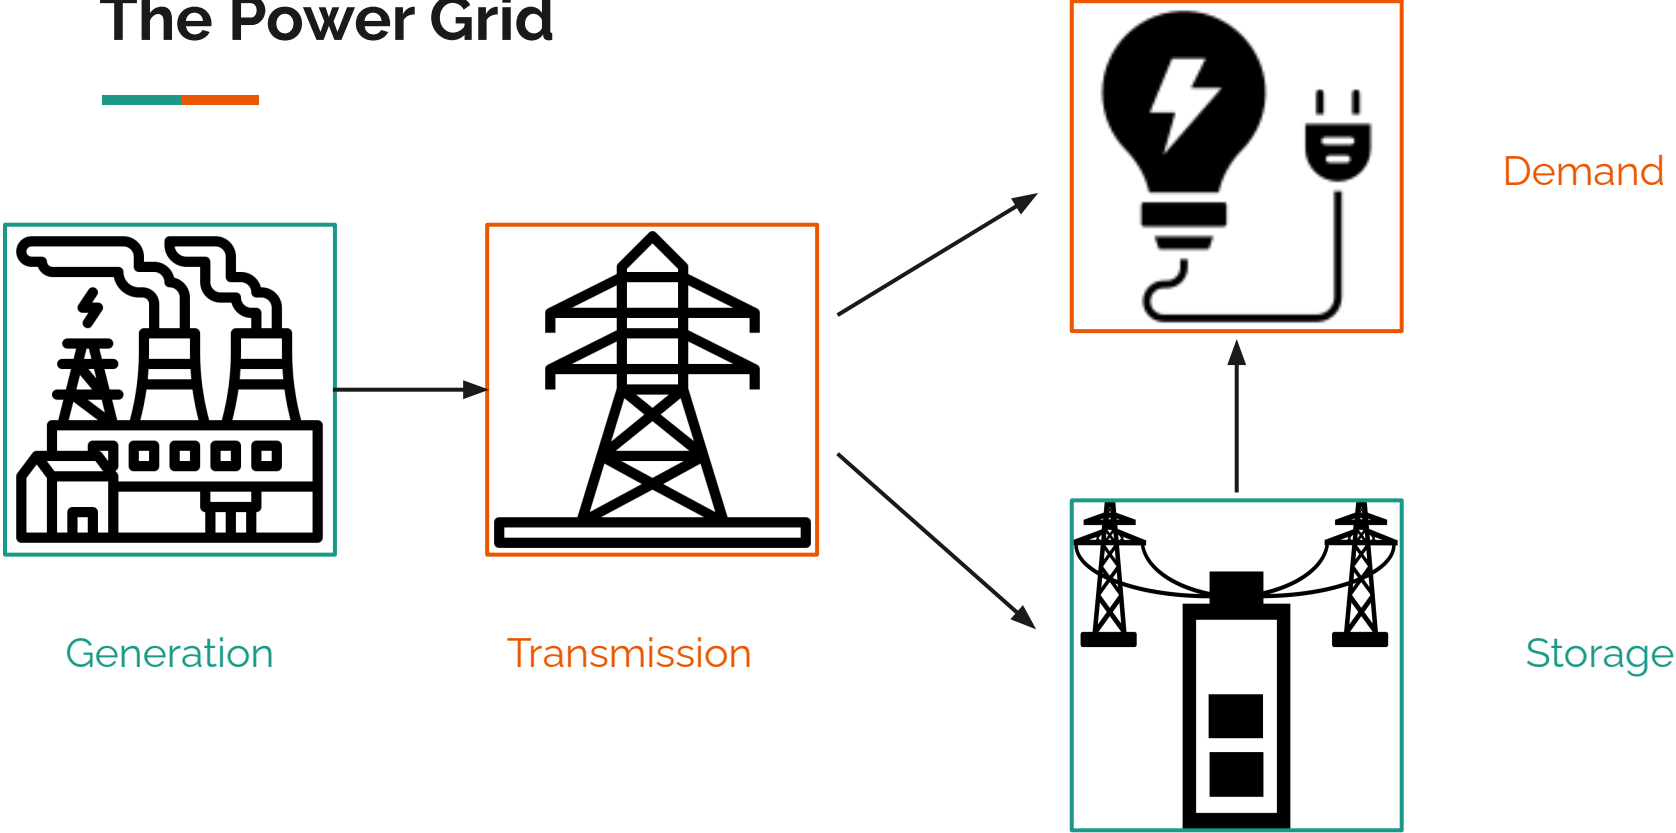 The Power Grid
Demand
Generation
Transmission
Storage